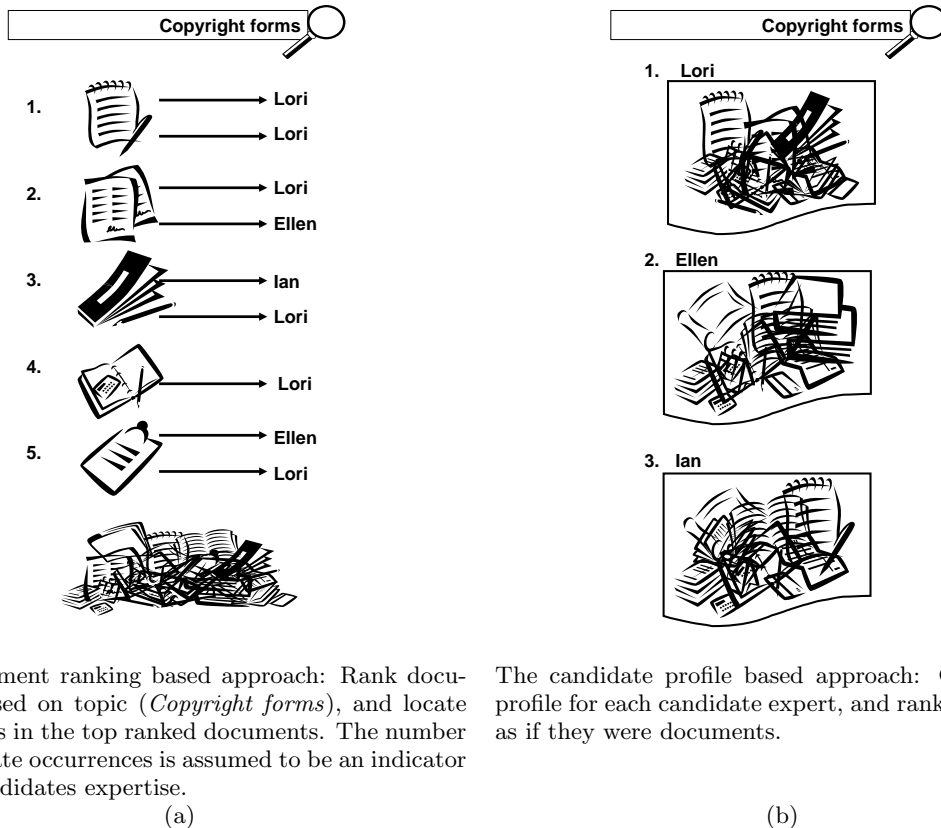 Copyright forms
1.
Lori
Lori
2.
Lori
Ellen
3.
Ian
Lori
4.
Lori
5.
Ellen
Lori
ment ranking based approach: Rank docu-
sed on topic (Copyright forms), and locate
s in the top ranked documents. The number
ate occurrences is assumed to be an indicator
ndidates expertise.
(a)
Copyright forms
1. Lori
2. Ellen
3. Ian
The candidate profile based approach:
profile for each candidate expert, and rank
as if they were documents.
(b)